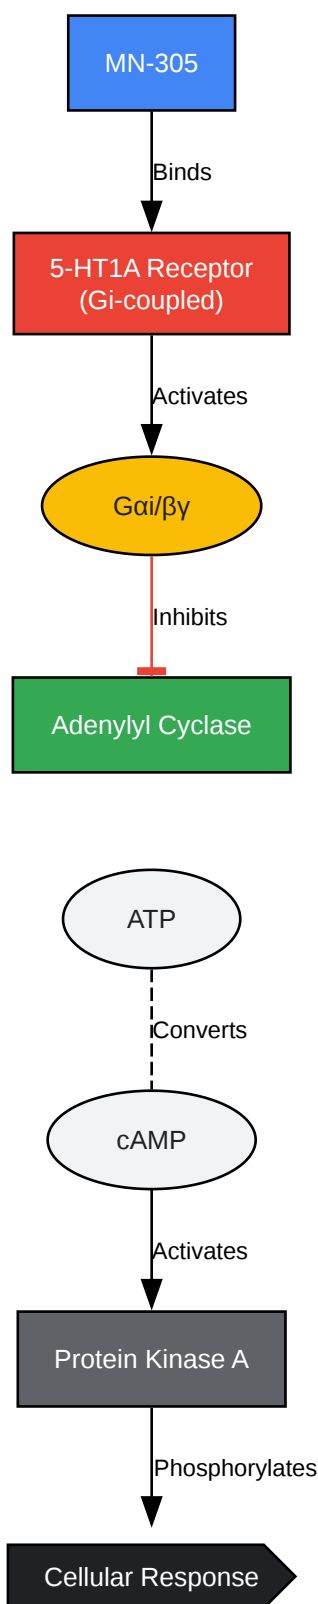 MN-305
Binds
5-HT1A Receptor
(Gi-coupled)
Activates
Gαi/βγ
Inhibits
Adenylyl Cyclase
ATP
Converts
cAMP
Activates
Protein Kinase A
Phosphorylates
Cellular Response